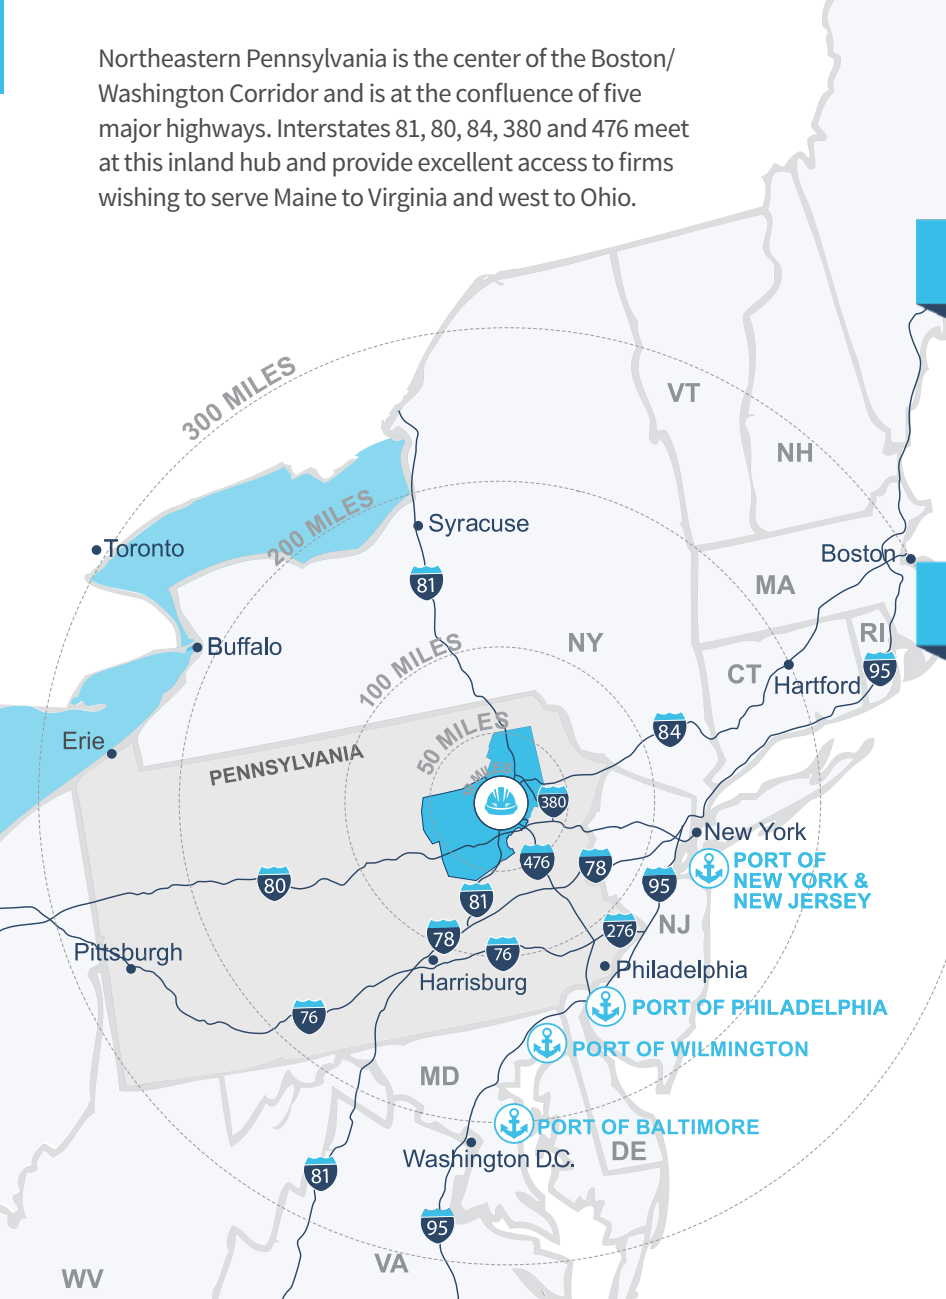 Northeastern Pennsylvania is the center of the Boston/
Washington Corridor and is at the confluence of five
major highways. Interstates 81, 80, 84, 380 and 476 meet
at this inland hub and provide excellent access to firms
wishing to serve Maine to Virginia and west to Ohio.
300 MILES
VT
NH
200 MILES
Syracuse
Toronto
Boston
81
MA
NY
RI
Buffalo
100 MILES
CT
95
Hartford
50 MILES
84
Erie
PENNSYLVANIA
MILES
380
New York
476
78
PORT OF
NEW YORK &
NEW JERSEY
80
95
81
NJ
276
78
76
Pittsburgh
Philadelphia
Harrisburg
PORT OF PHILADELPHIA
76
PORT OF WILMINGTON
MD
PORT OF BALTIMORE
DE
Washington D.C.
81
95
VA
WV